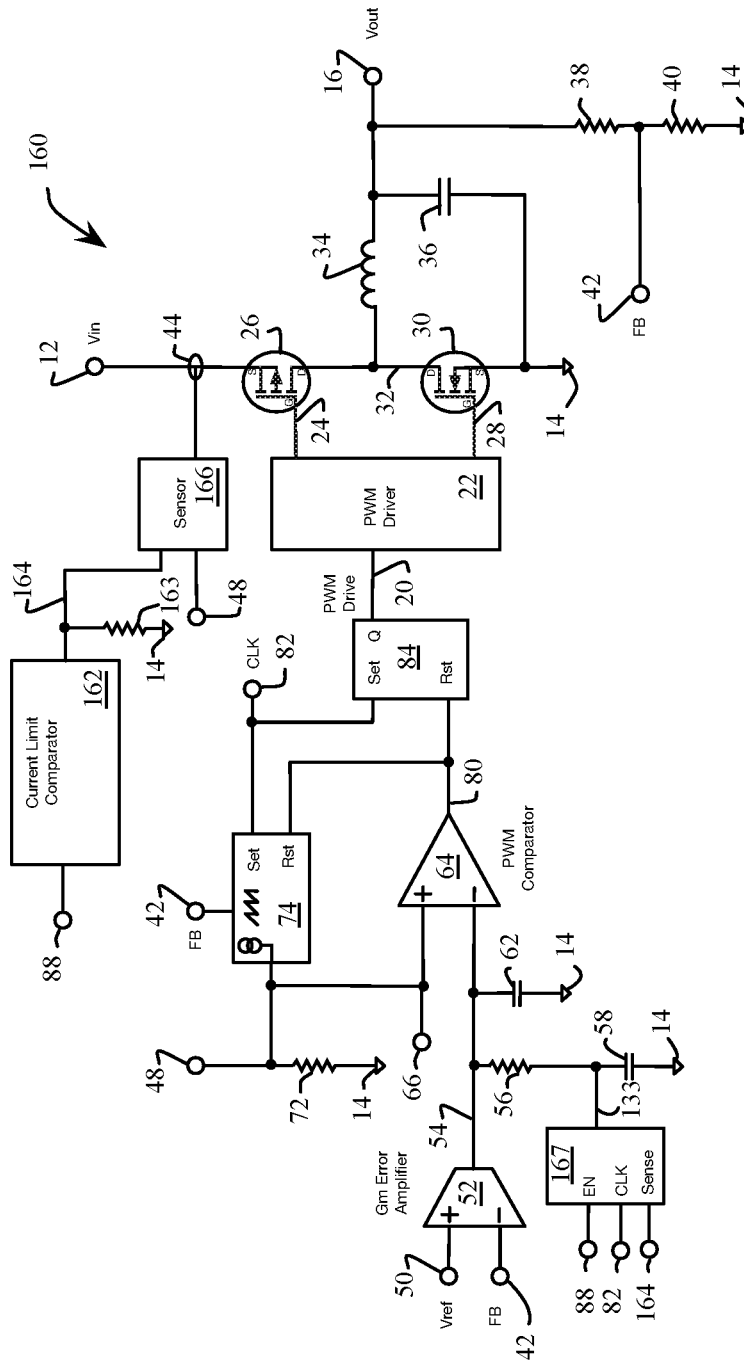 160
12
Vin
44
26
S
D
G
24
32
30
D
S
G
28
14
34
36
16
Vout
38
40
14
42
FB
Sensor
166
48
164
163
14
Current Limit
Comparator
162
88
PWM
Driver
22
PWM
Drive
20
CLK
82
Set
Q
84
Rst
42
FB
Set
Rst
74
80
64
+
−
PWM
Comparator
48
72
14
66
62
14
54
56
58
14
133
Gm Error
Amplifier
52
+
−
50
Vref
FB
42
167
EN
CLK
Sense
88
82
164